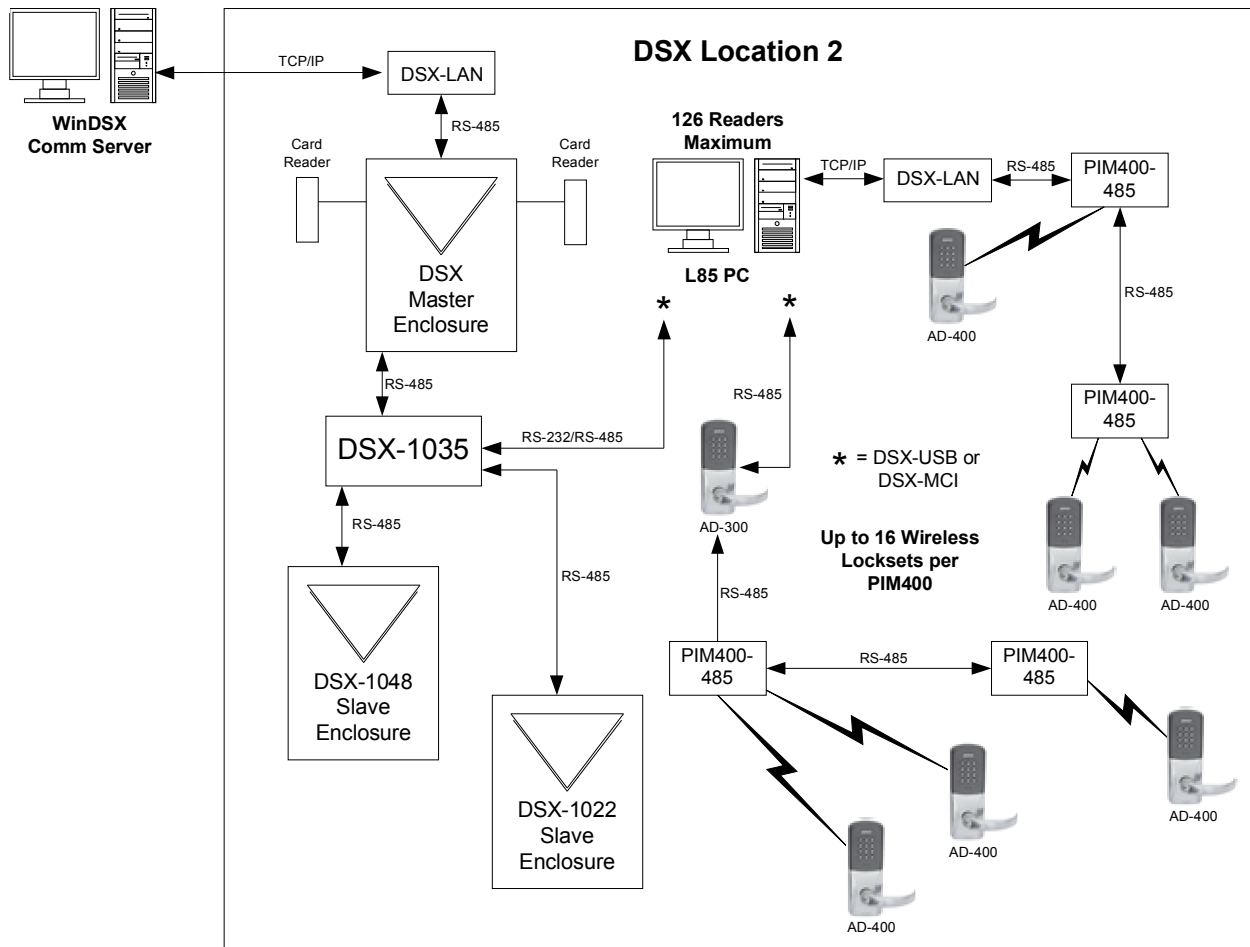 DSX Location 2
TCP/IP
DSX-LAN
WinDSX
Comm Server
RS-485
Card
Reader
Card
Reader
DSX
Master
Enclosure
126 Readers
Maximum
L85 PC
TCP/IP
DSX-LAN
RS-485
PIM400-
485
AD-400
RS-485
*
*
RS-485
DSX-1035
RS-232/RS-485
RS-485
AD-300
* = DSX-USB or
DSX-MCI
PIM400-
485
AD-400
AD-400
Up to 16 Wireless
Locksets per
PIM400
RS-485
RS-485
RS-485
DSX-1048
Slave
Enclosure
DSX-1022
Slave
Enclosure
PIM400-
485
RS-485
PIM400-
485
AD-400
AD-400
AD-400